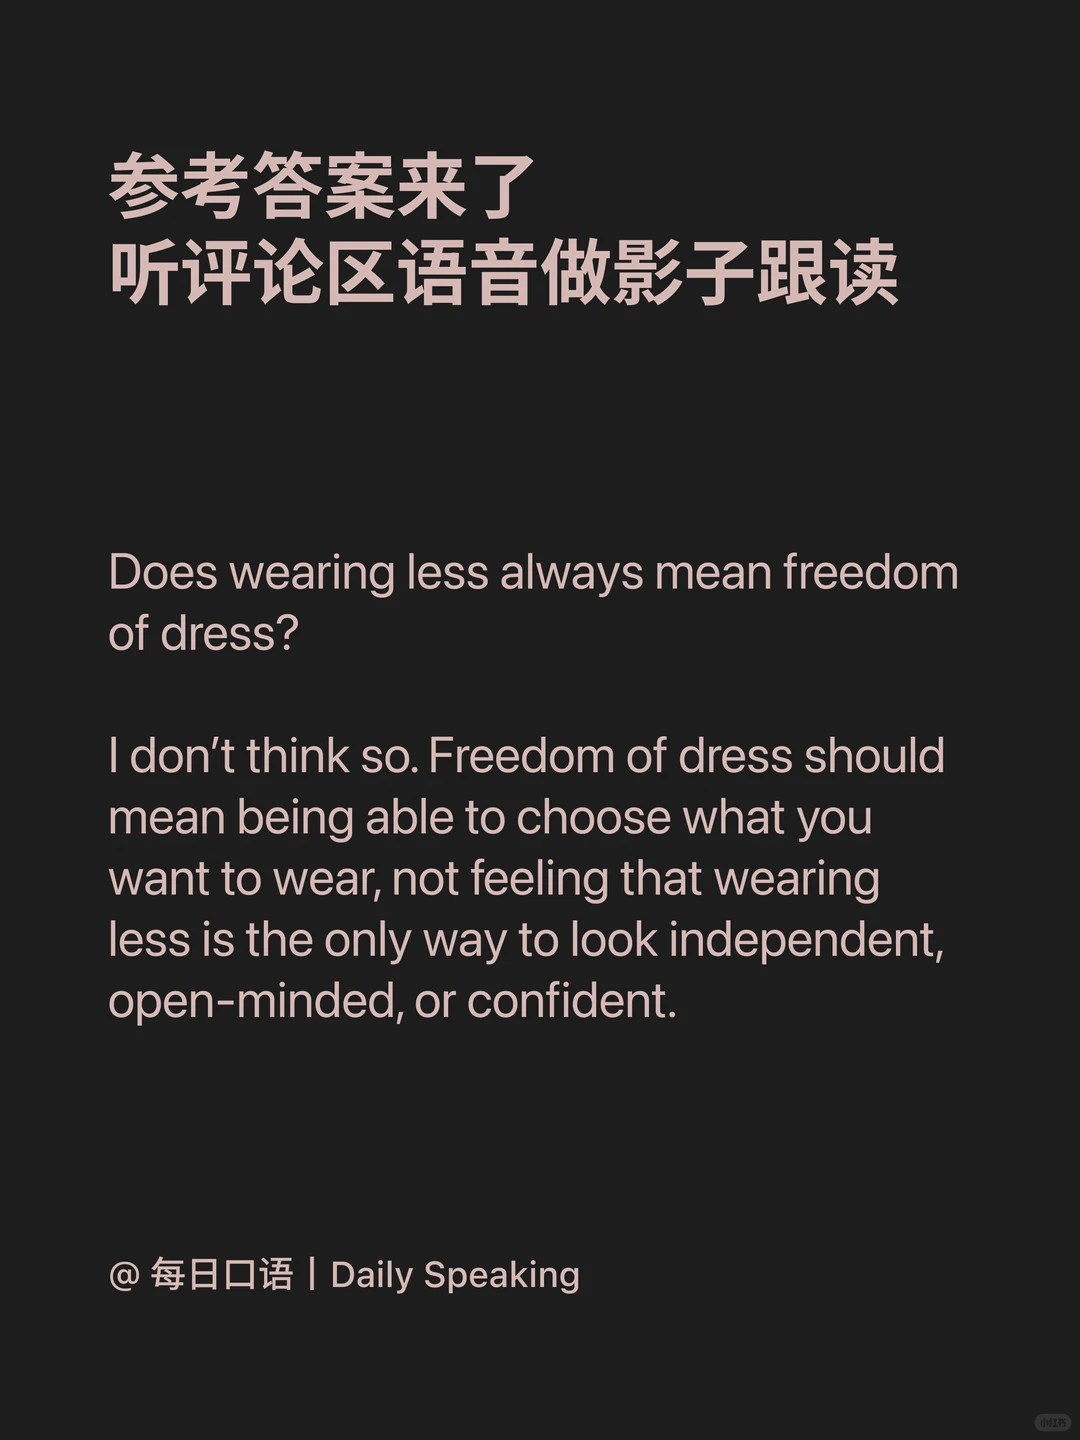 参考答案来了
听评论区语音做影子跟读
Does wearing less always mean freedom
of dress?
I don’t think so. Freedom of dress should
mean being able to choose what you
want to wear, not feeling that wearing
less is the only way to look independent,
open-minded, or confident.
@ 每日口语丨Daily Speaking
小红书